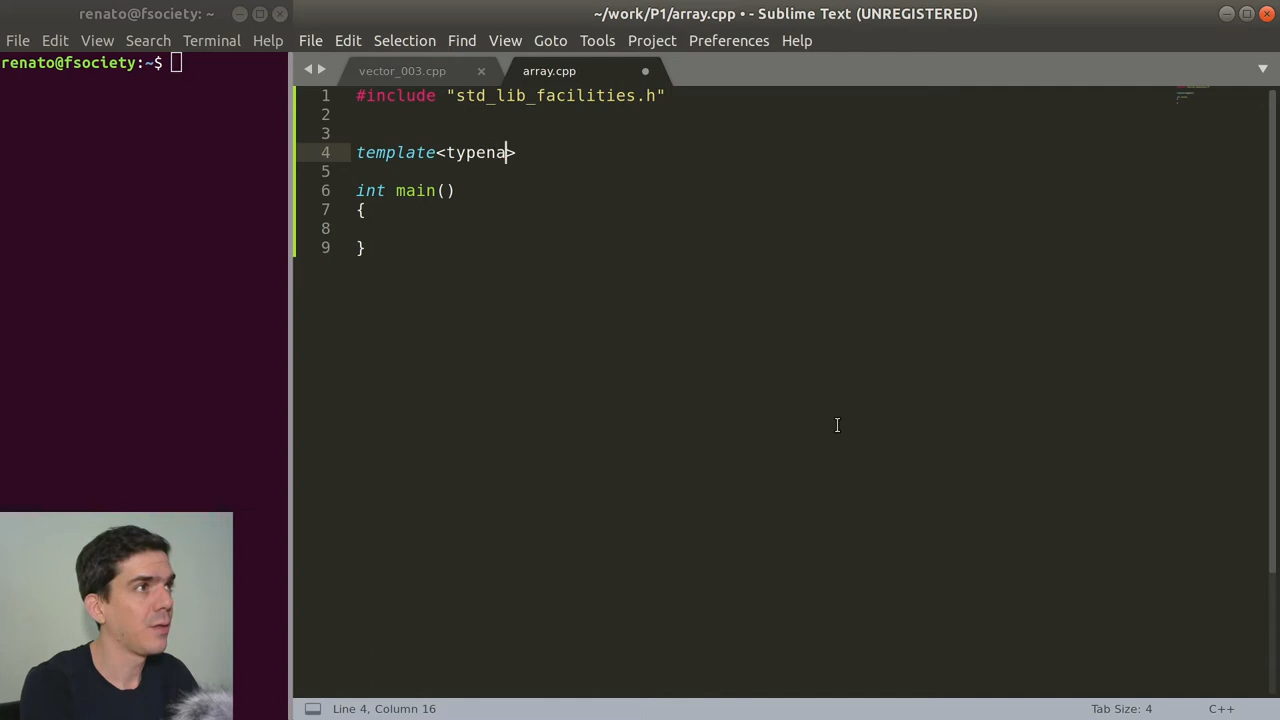 renato@fsociety: ~
File Edit View Search Terminal Help
renato@fsociety:~$
~/work/P1/array.cpp • - Sublime Text (UNREGISTERED)
File Edit Selection Find View Goto Tools Project Preferences Help
vector_003.cpp
array.cpp
1 #include "std_lib_facilities.h"
2
3
4 template<typena>
5
6 int main()
7 {
8
9 }
Line 4, Column 16
Tab Size: 4
C++